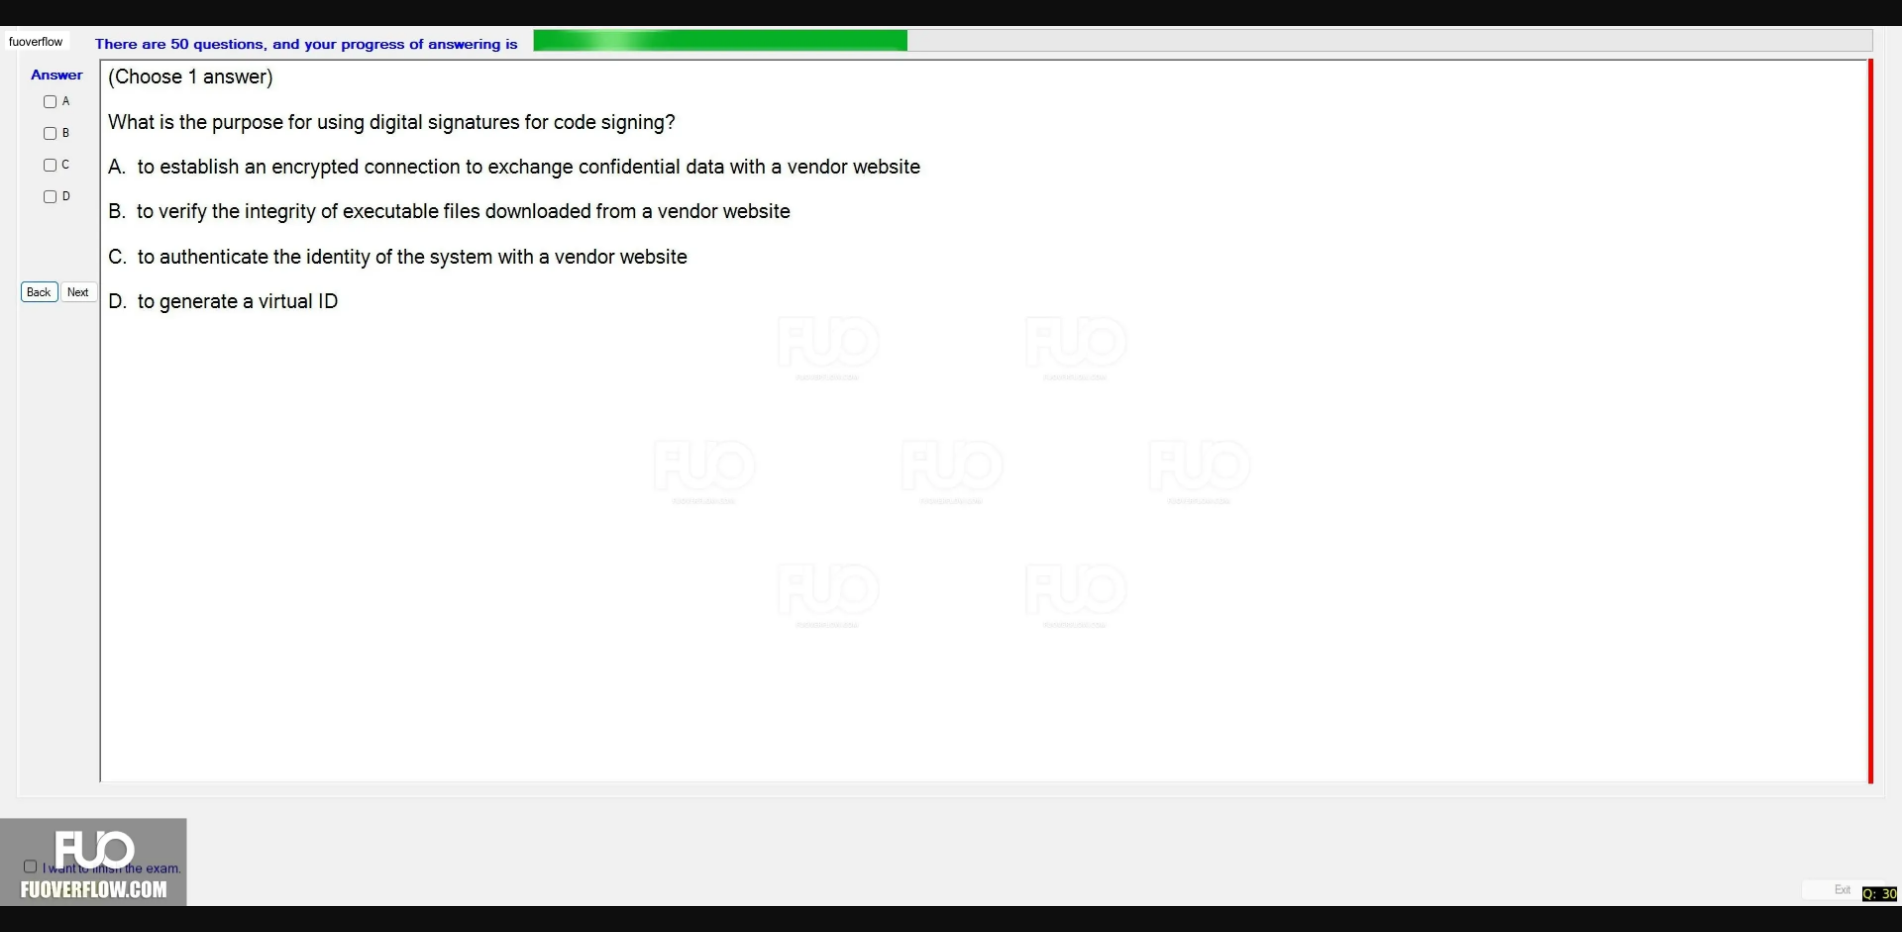 fuoverflow
There are 50 questions, and your progress of answering is
Answer
A
B
C
D
Back Next
(Choose 1 answer)
What is the purpose for using digital signatures for code signing?
A. to establish an encrypted connection to exchange confidential data with a vendor website
B. to verify the integrity of executable files downloaded from a vendor website
C. to authenticate the identity of the system with a vendor website
D. to generate a virtual ID
FUO FUO
FUO FUO FUO
FUO FUO
FUO
I want to finish the exam.
FUOVERFLOW.COM
Exit
Q: 30